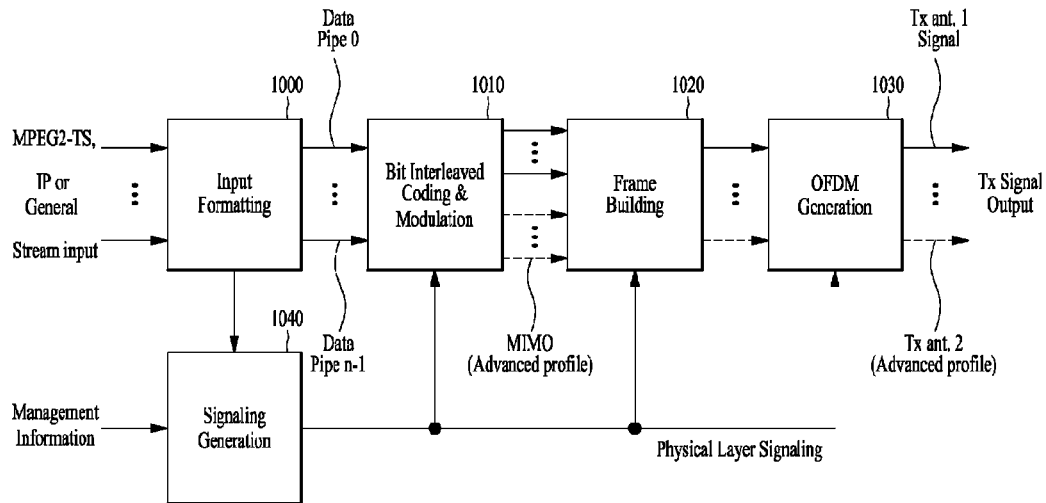 Data
Pipe 0
Tx ant. 1
Signal
1000
1010
1020
1030
MPEG2-TS,
IP or
General
Stream input
Input
Formatting
Bit Interleaved
Coding &
Modulation
Frame
Building
OFDM
Generation
Tx Signal
Output
1040
Data
Pipe n-1
MIMO
(Advanced profile)
Tx ant. 2
(Advanced profile)
Management
Information
Signaling
Generation
Physical Layer Signaling